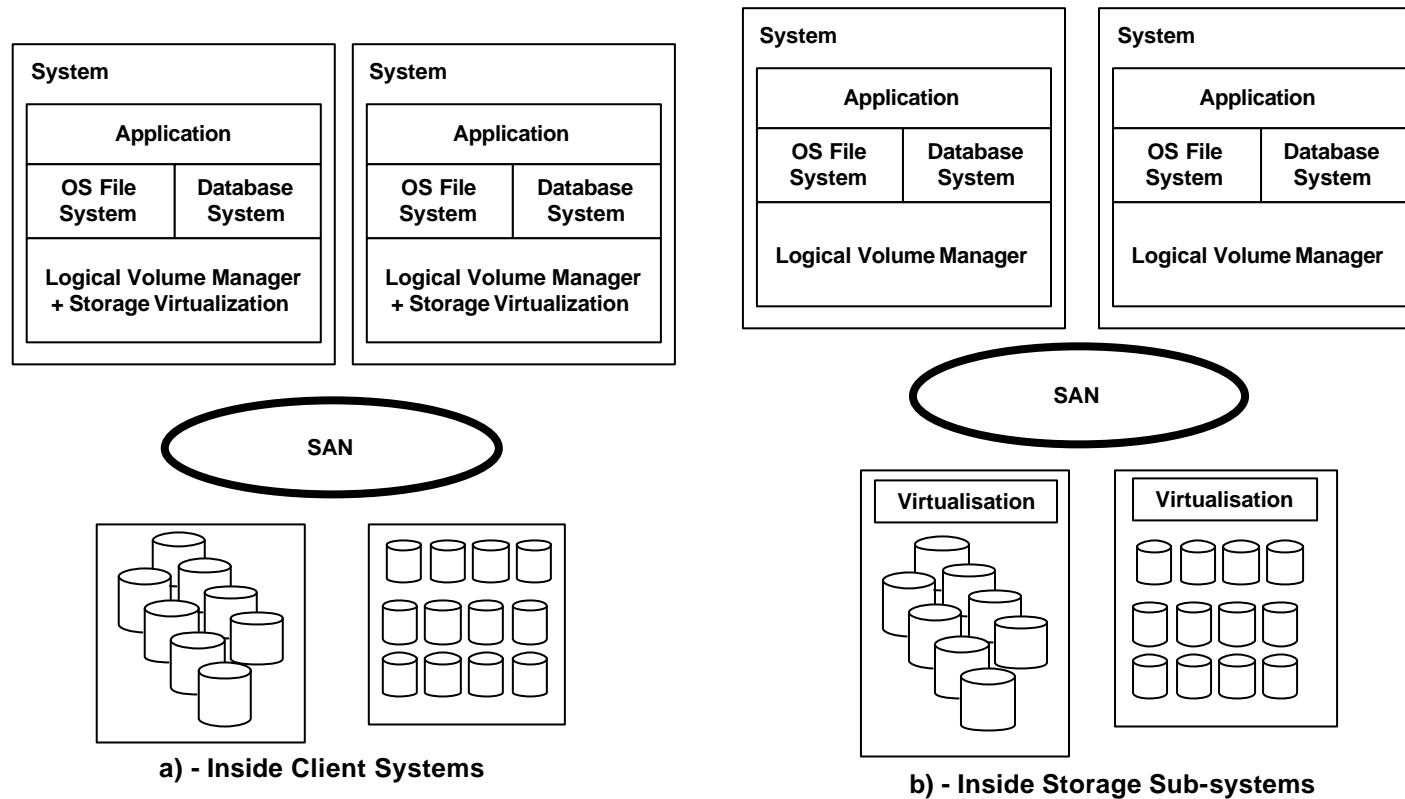 System
Application
OS File
System
Database
System
Logical Volume Manager
+ Storage Virtualization
System
Application
OS File
System
Database
System
Logical Volume Manager
+ Storage Virtualization
SAN
a) - Inside Client Systems
System
Application
OS File
System
Database
System
Logical Volume Manager
System
Application
OS File
System
Database
System
Logical Volume Manager
SAN
Virtualisation
Virtualisation
b) - Inside Storage Sub-systems